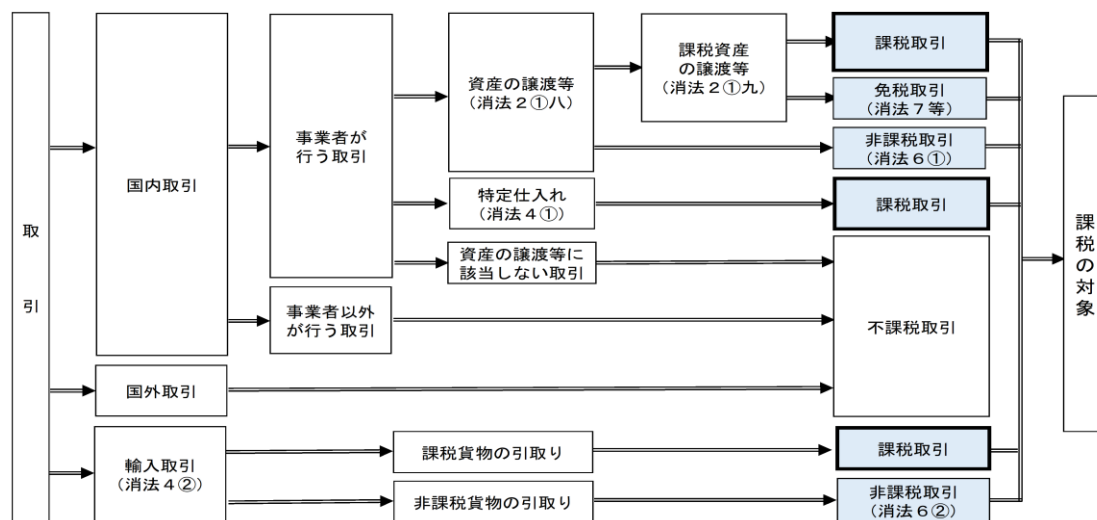 取引
国内取引
事業者が
行う取引
資産の譲渡等
(消法2①八)
課税資産
の譲渡等
(消法2①九)
課税取引
免税取引
(消法7等)
非課税取引
(消法6①)
特定仕入れ
(消法4①)
課税取引
資産の譲渡等に
該当しない取引
事業者以外
が行う取引
不課税取引
国外取引
輸入取引
(消法4②)
課税貨物の引取り
課税取引
非課税貨物の引取り
非課税取引
(消法6②)
課税の対象